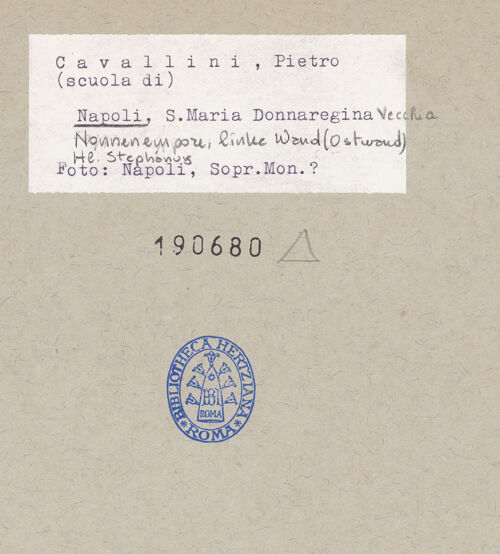 Cavallini, Pietro
(scuola di)
Napoli, S.Maria Donnaregina Vecchia
Nonnenempore, linke Wand (Ostwand)
Hl. Stephanus
Foto: Napoli, Sopr.Mon.?
190680
BIBLIOTHECA HERTZIANA
ROMA
ROMA